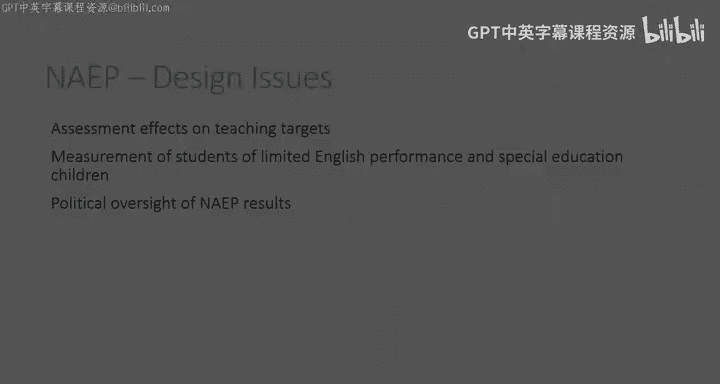 GPT中英字幕课程资源@bilibili.com
GPT中英字幕课程资源 bilibili
NAEP – Design Issues
Assessment effects on teaching targets
Measurement of students of limited English performance and special education
children
Political oversight of NAEP results